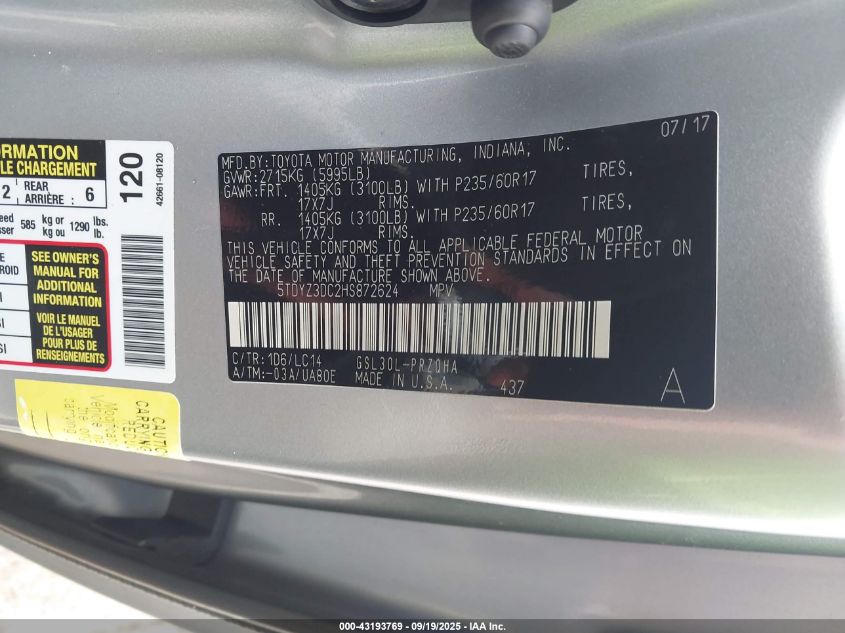 ORMATION
LE CHARGEMENT
2 REAR ARRIÈRE : 6
120
42661-08120
585 kg or kg ou 1290 lbs. lb.
SEE OWNER'S
MANUAL FOR
ADDITIONAL
INFORMATION
VOIR LE MANUEL
DE L'USAGER
POUR PLUS DE
RENSEIGNEMENTS
07/17
MFD.BY:TOYOTA MOTOR MANUFACTURING, INDIANA, INC.
GVWR:2715KG (5995LB)
GAWR:FRT. 1405KG (3100LB) WITH P235/60R17 TIRES,
17X7J RIMS.
RR. 1405KG (3100LB) WITH P235/60R17 TIRES,
17X7J RIMS.
THIS VEHICLE CONFORMS TO ALL APPLICABLE FEDERAL MOTOR
VEHICLE SAFETY AND THEFT PREVENTION STANDARDS IN EFFECT ON
THE DATE OF MANUFACTURE SHOWN ABOVE.
5TDYZ3DC2HS872624 MPV
C/TR:1D6/LC14 GSL30L-PRZQHA
A/TM:-03A/UA80E MADE IN U.S.A. 437
A
CAUTION
CARRYING
000-43193769 - 09/19/2025 - IAA Inc.